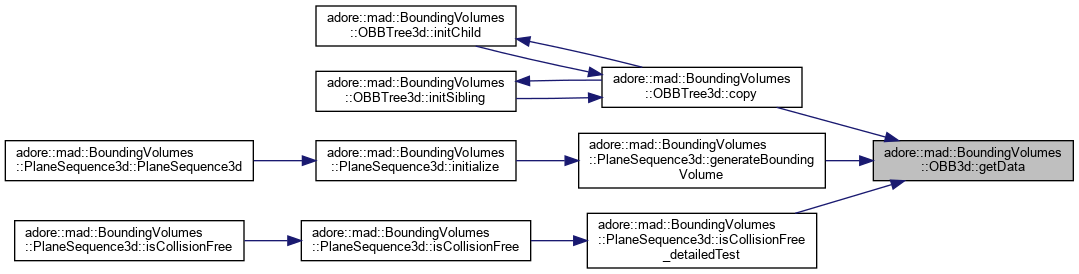 adore::mad::BoundingVolumes
::OBBTree3d::initChild
adore::mad::BoundingVolumes
::OBBTree3d::copy
adore::mad::BoundingVolumes
::OBBTree3d::initSibling
adore::mad::BoundingVolumes
::PlaneSequence3d::PlaneSequence3d
adore::mad::BoundingVolumes
::PlaneSequence3d::initialize
adore::mad::BoundingVolumes
::PlaneSequence3d::generateBounding
Volume
adore::mad::BoundingVolumes
::OBB3d::getData
adore::mad::BoundingVolumes
::PlaneSequence3d::isCollisionFree
adore::mad::BoundingVolumes
::PlaneSequence3d::isCollisionFree
adore::mad::BoundingVolumes
::PlaneSequence3d::isCollisionFree
_detailedTest